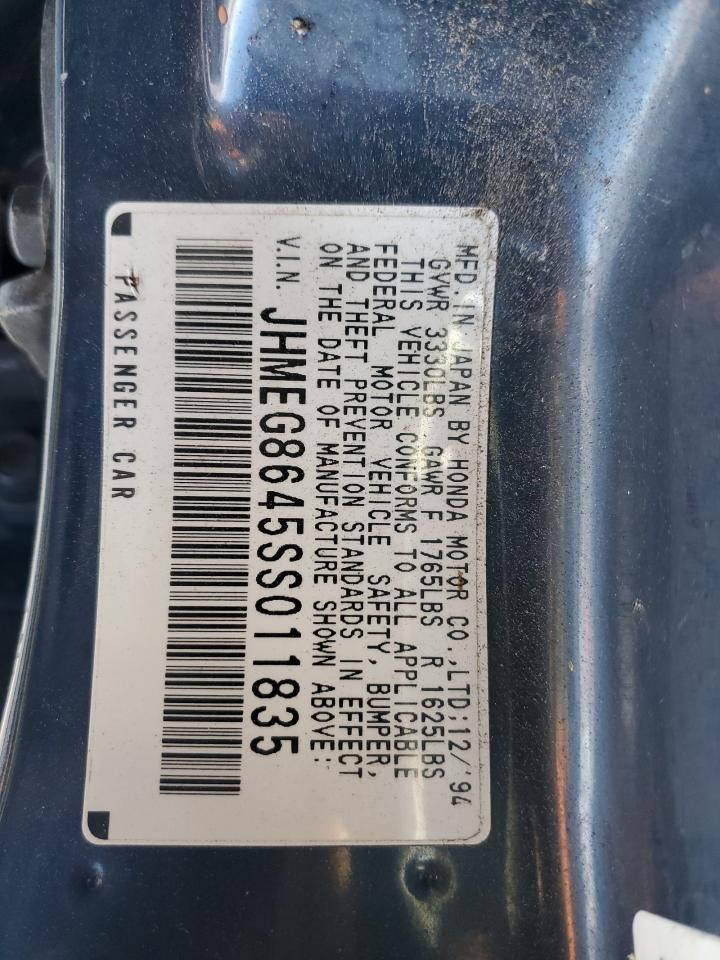 MFD. IN JAPAN BY HONDA MOTOR CO.,LTD:12/'94
GVWR 3330LBS GAWR F 1765LBS R 1625LBS
THIS VEHICLE CONFORMS TO ALL APPLICABLE
FEDERAL MOTOR VEHICLE SAFETY, BUMPER,
AND THEFT PREVENTION STANDARDS IN EFFECT
ON THE DATE OF MANUFACTURE SHOWN ABOVE:
V.I.N. JHMEG8645SS011835
PASSENGER CAR